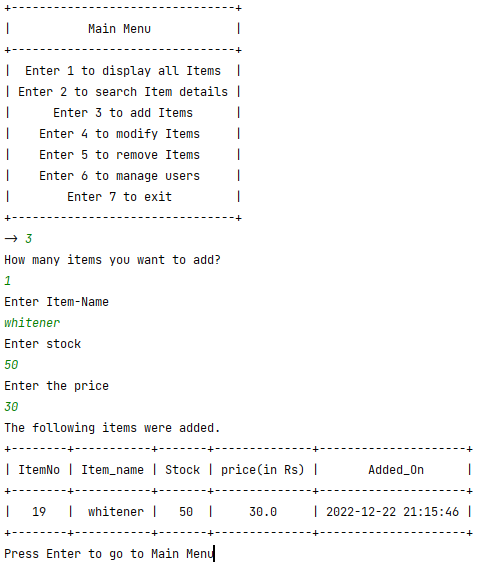 +--------------------------------+
|           Main Menu            |
+--------------------------------+
|  Enter 1 to display all Items  |
| Enter 2 to search Item details |
|      Enter 3 to add Items      |
|    Enter 4 to modify Items     |
|    Enter 5 to remove Items     |
|    Enter 6 to manage users     |
|        Enter 7 to exit         |
+--------------------------------+
-> 3
How many items you want to add?
1
Enter Item-Name
whitener
Enter stock
50
Enter the price
30
The following items were added.
+--------+-----------+-------+--------------+---------------------+
| ItemNo | Item_name | Stock | price(in Rs) |       Added_On      |
+--------+-----------+-------+--------------+---------------------+
|   19   |  whitener |   50  |     30.0     | 2022-12-22 21:15:46 |
+--------+-----------+-------+--------------+---------------------+
Press Enter to go to Main Menu